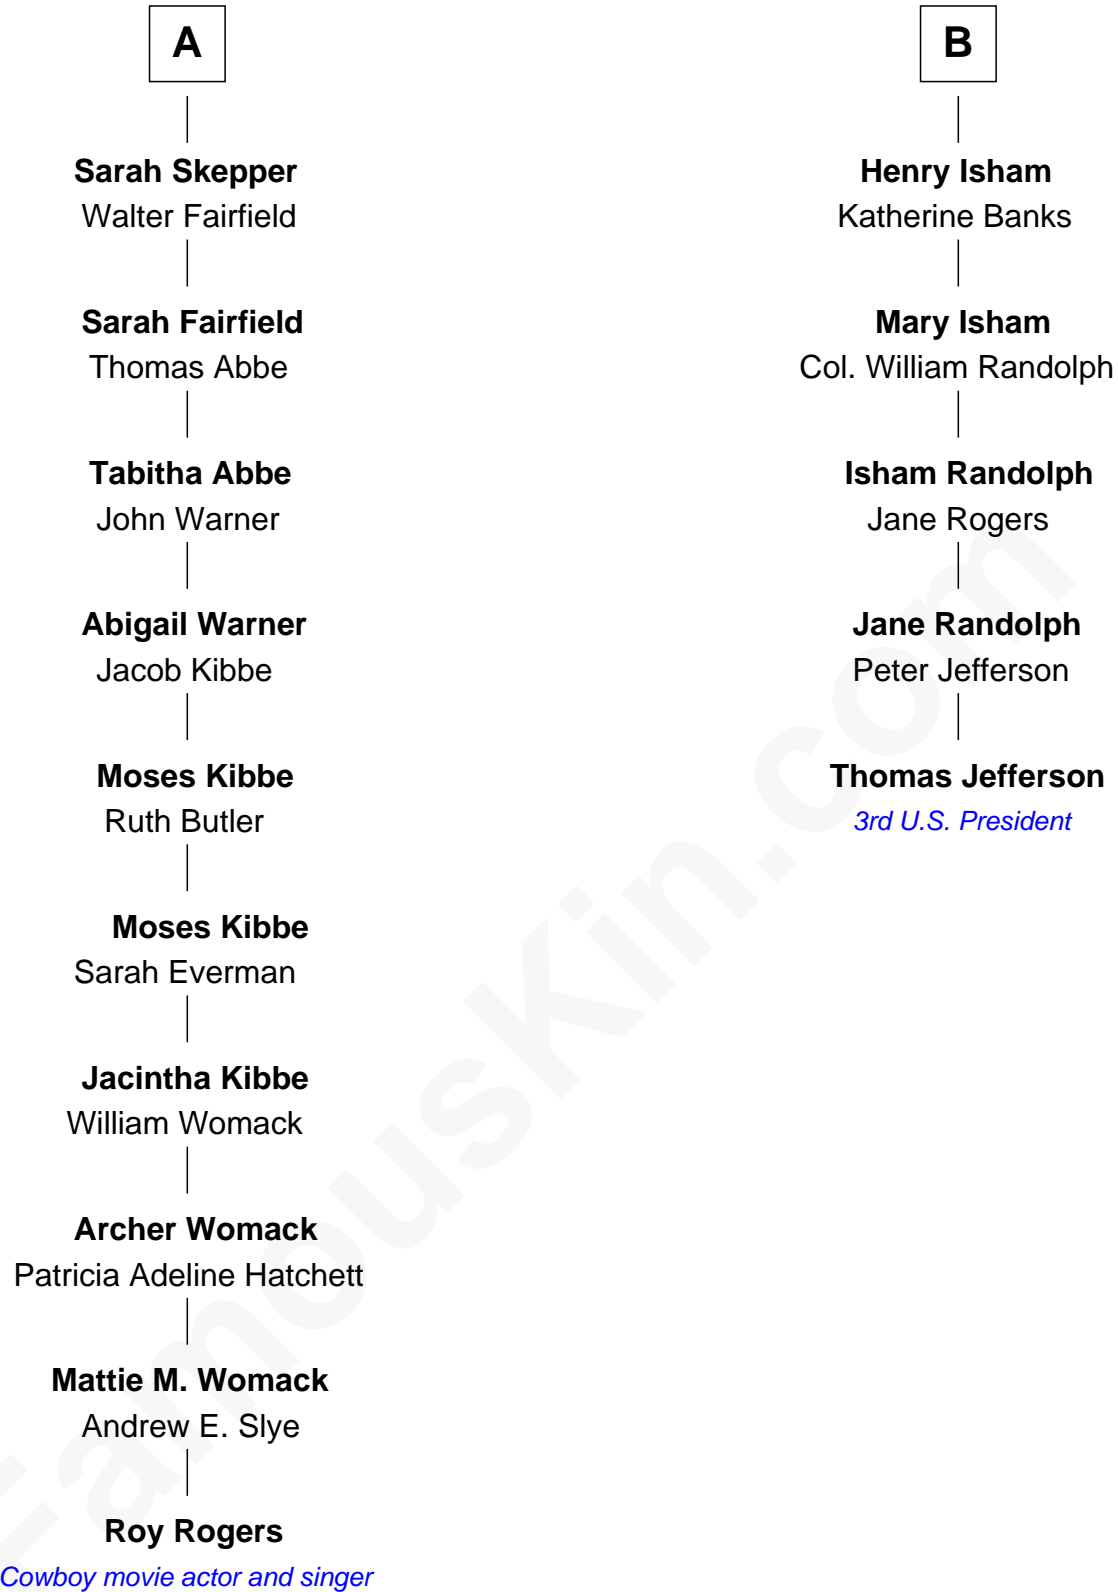 A
Sarah Skepper
Walter Fairfield
Sarah Fairfield
Thomas Abbe
Tabitha Abbe
John Warner
Abigail Warner
Jacob Kibbe
Moses Kibbe
Ruth Butler
Moses Kibbe
Sarah Everman
Jacintha Kibbe
William Womack
Archer Womack
Patricia Adeline Hatchett
Mattie M. Womack
Andrew E. Slye
Roy Rogers
Cowboy movie actor and singer
B
Henry Isham
Katherine Banks
Mary Isham
Col. William Randolph
Isham Randolph
Jane Rogers
Jane Randolph
Peter Jefferson
Thomas Jefferson
3rd U.S. President
FamousKin.com